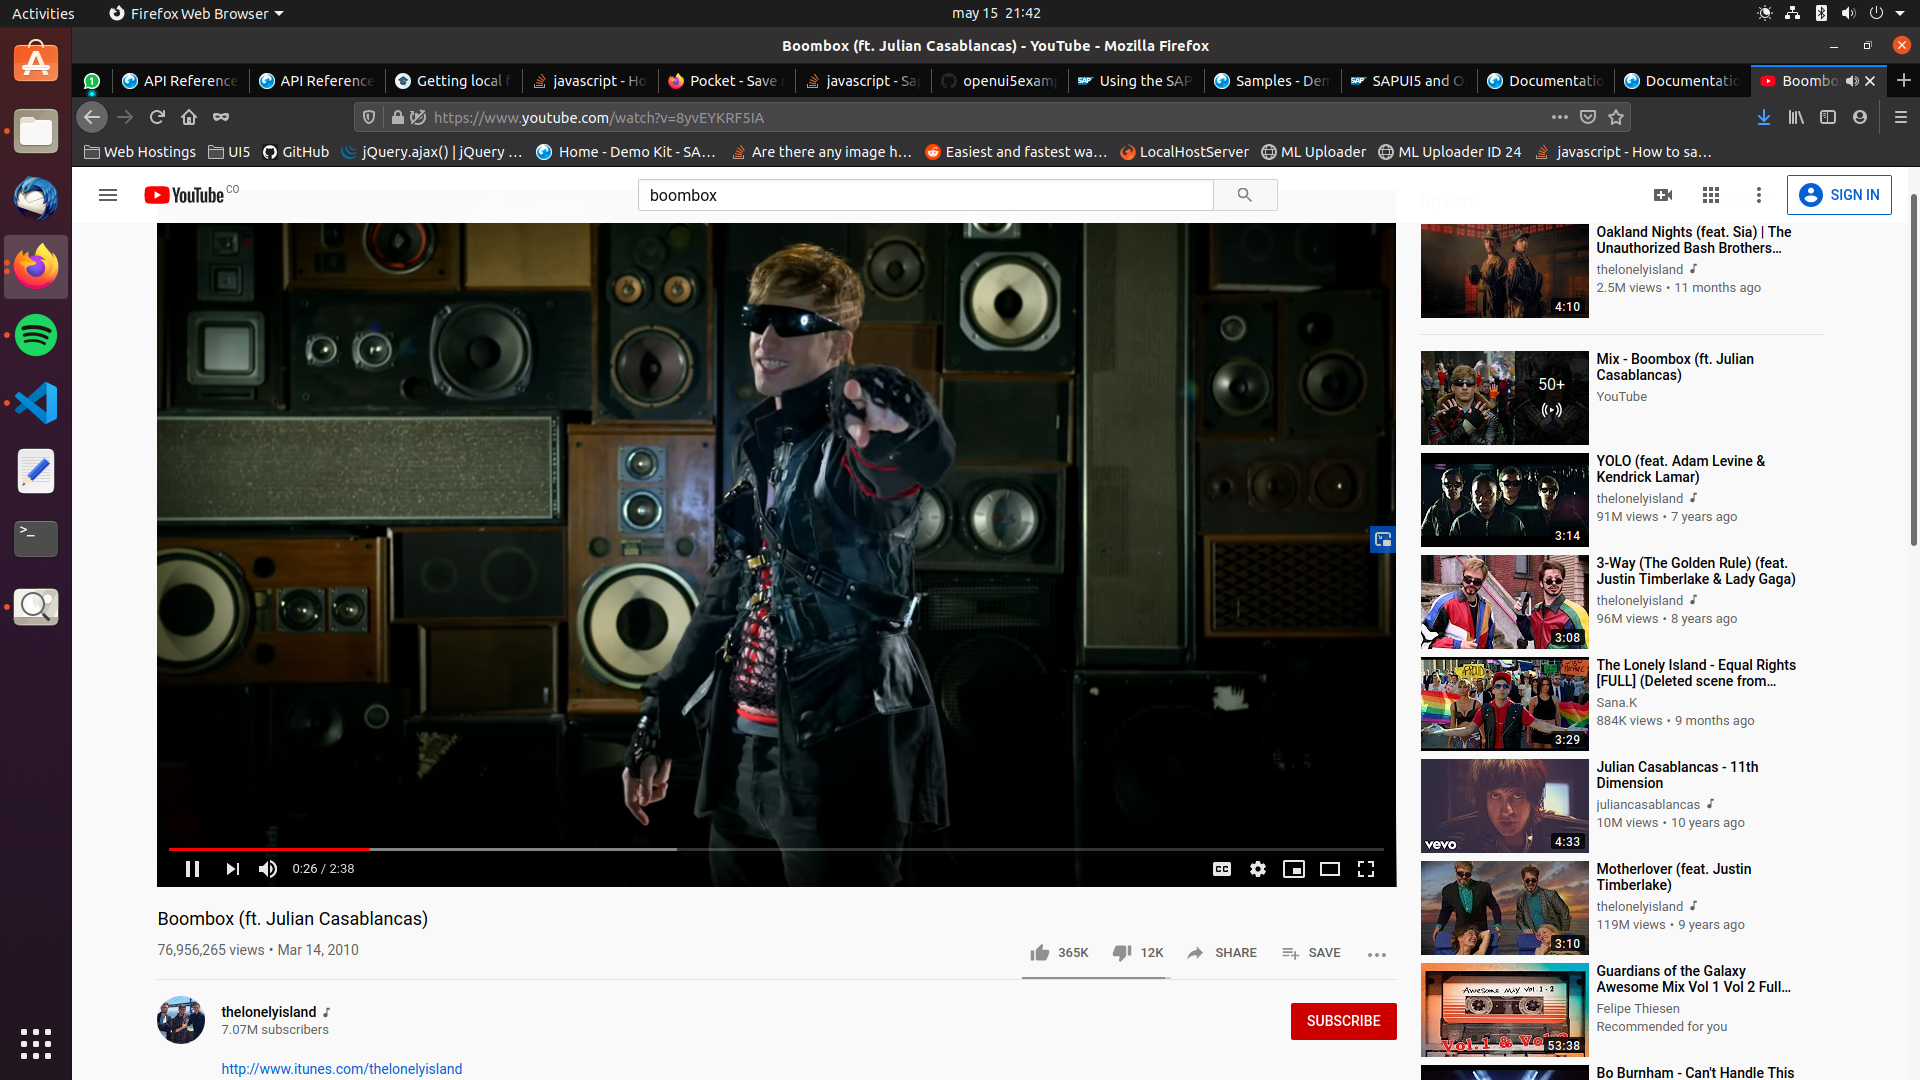 Activities
Firefox Web Browser
may 15 21:42
Boombox (ft. Julian Casablancas) - YouTube - Mozilla Firefox
API Reference
API Reference
Getting local f
javascript - Ho
Pocket - Save
javascript - Sa
openui5exam
Using the SAP
Samples - Dem
SAPUI5 and O
Documentatio
Documentatio
Boombo
https://www.youtube.com/watch?v=8yvEYKRF5IA
Web Hostings
UI5
GitHub
jQuery.ajax() | jQuery ...
Home - Demo Kit - SA...
Are there any image h...
Easiest and fastest wa...
LocalHostServer
ML Uploader
ML Uploader ID 24
javascript - How to sa...
YouTube CO
boombox
SIGN IN
Oakland Nights (feat. Sia) | The
Unauthorized Bash Brothers...
thelonelyisland
2.5M views • 11 months ago
4:10
Mix - Boombox (ft. Julian
Casablancas)
YouTube
50+
YOLO (feat. Adam Levine &
Kendrick Lamar)
thelonelyisland
91M views • 7 years ago
3:14
3-Way (The Golden Rule) (feat.
Justin Timberlake & Lady Gaga)
thelonelyisland
96M views • 8 years ago
3:08
The Lonely Island - Equal Rights
[FULL] (Deleted scene from...
Sana.K
884K views • 9 months ago
3:29
Julian Casablancas - 11th
Dimension
juliancasablancas
10M views • 10 years ago
vevo
4:33
Motherlover (feat. Justin
Timberlake)
thelonelyisland
119M views • 9 years ago
3:10
Guardians of the Galaxy
Awesome Mix Vol 1 Vol 2 Full...
Felipe Thiesen
Recommended for you
53:38
Bo Burnham - Can't Handle This
0:26 / 2:38
CC
Boombox (ft. Julian Casablancas)
76,956,265 views • Mar 14, 2010
365K
12K
SHARE
SAVE
thelonelyisland
7.07M subscribers
SUBSCRIBE
http://www.itunes.com/thelonelyisland